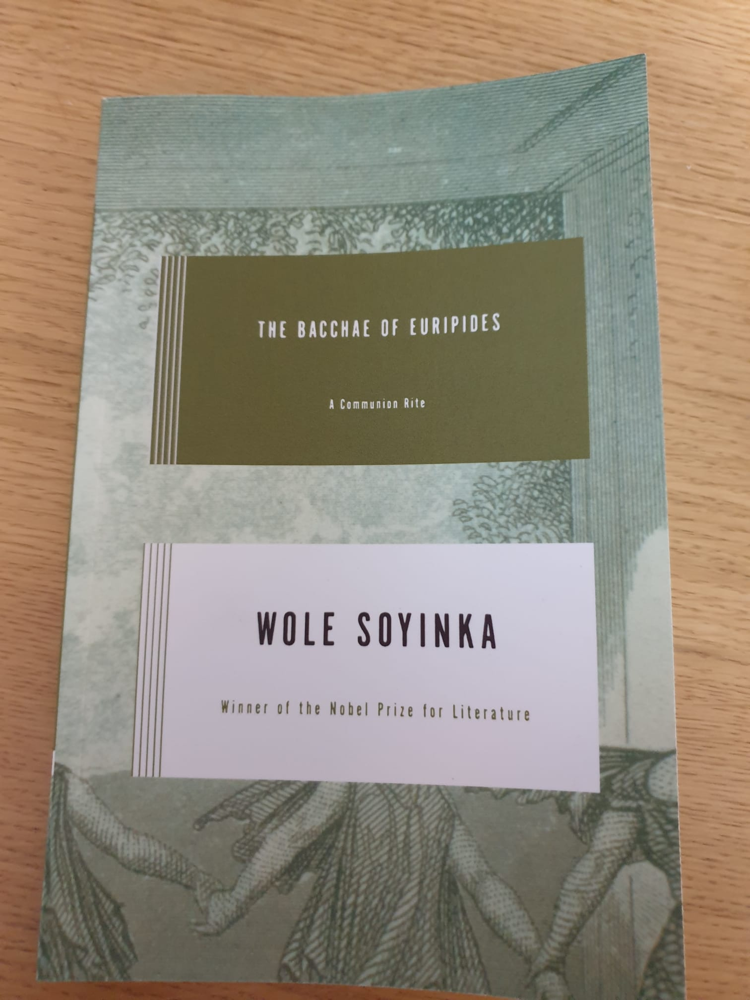 THE BACCHAE OF EURIPIDES
A Communion Rite
WOLE SOYINKA
Winner of the Nobel Prize for Literature